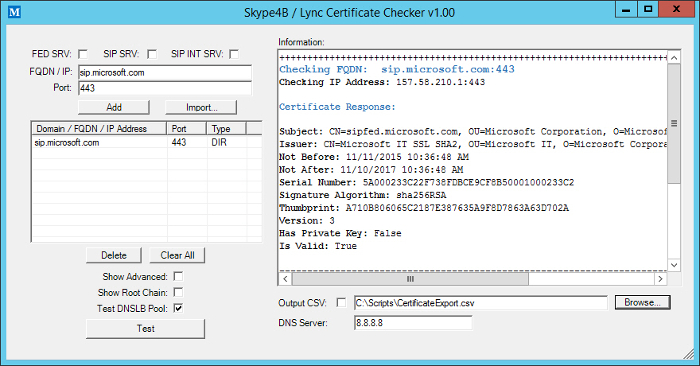 M
Skype4B / Lync Certificate Checker v1.00
FED SRV: SIP SRV: SIP INT SRV:
FQDN / IP: sip.microsoft.com
Port: 443
Add Import...
Domain / FQDN / IP Address Port Type
sip.microsoft.com 443 DIR
Delete Clear All
Show Advanced:
Show Root Chain:
Test DNSLB Pool:
Test
Information:
++++++++++++++++++++++++++++++++++++++++++++++++++++++++++++++
Checking FQDN: sip.microsoft.com:443
Checking IP Address: 157.58.210.1:443
Certificate Response:
Subject: CN=sipfed.microsoft.com, OU=Microsoft Corporation, O=Micros
Issuer: CN=Microsoft IT SSL SHA2, OU=Microsoft IT, O=Microsoft Corpora
Not Before: 11/11/2015 10:36:48 AM
Not After: 11/10/2017 10:36:48 AM
Serial Number: 5A000233C22F738FDBCE9CF8B50001000233C2
Signature Algorithm: sha256RSA
Thumbprint: A710B806065C2187E387635A9F8D7863A63D702A
Version: 3
Has Private Key: False
Is Valid: True
Output CSV: C:\Scripts\CertificateExport.csv Browse...
DNS Server: 8.8.8.8